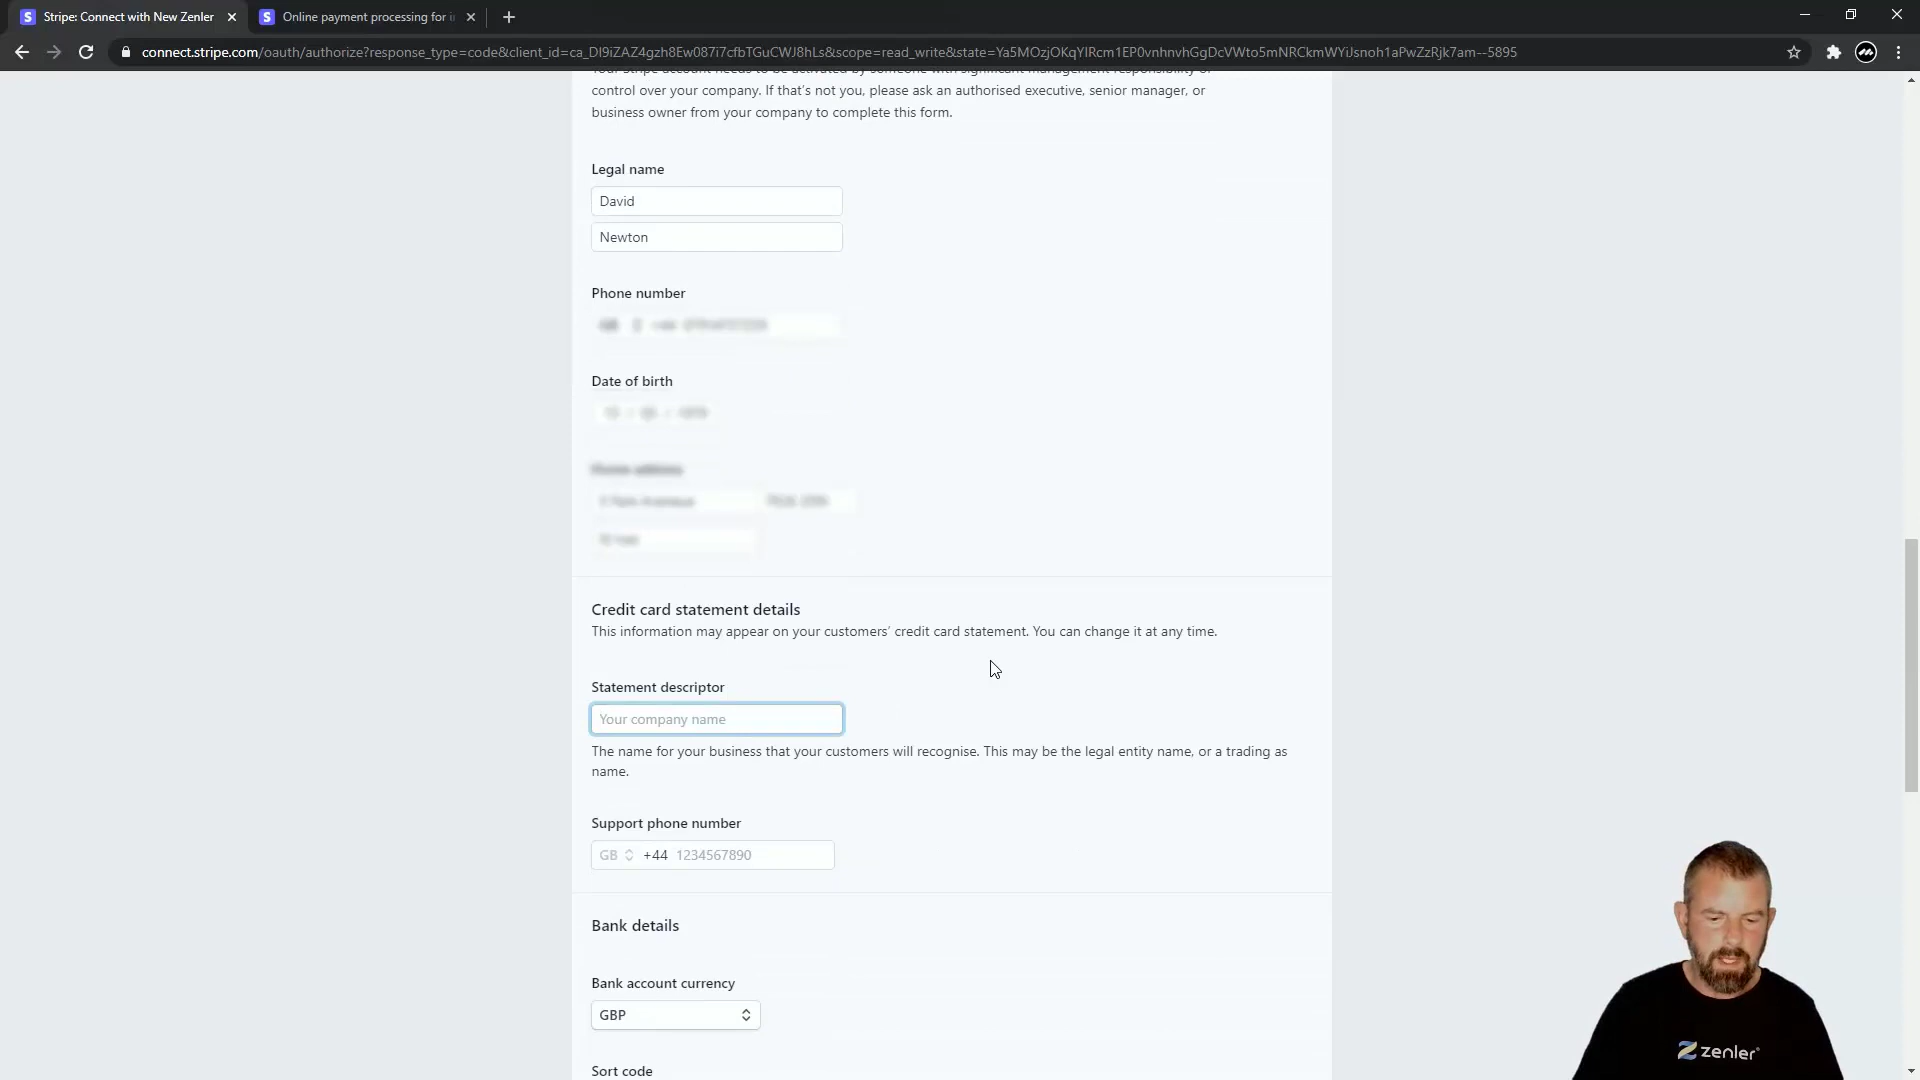 Stripe: Connect with New Zenler
Online payment processing for i
connect.stripe.com/oauth/authorize?response_type=code&client_id=ca_DI9iZAZ4gzh8Ew087i7cfbTGuCWJ8hLs&scope=read_write&state=Ya5MOzjOKqYIRcm1EP0vnhnvhGgDcVWto5mNRCkmWYiJsnoh1aPwZzRjk7am--5895
Your Stripe account needs to be activated by someone with significant management responsibility or
control over your company. If that's not you, please ask an authorised executive, senior manager, or
business owner from your company to complete this form.
Legal name
David
Newton
Phone number
Date of birth
Home address
Credit card statement details
This information may appear on your customers' credit card statement. You can change it at any time.
Statement descriptor
Your company name
The name for your business that your customers will recognise. This may be the legal entity name, or a trading as
name.
Support phone number
GB +44 1234567890
Bank details
Bank account currency
GBP
Sort code
zenler